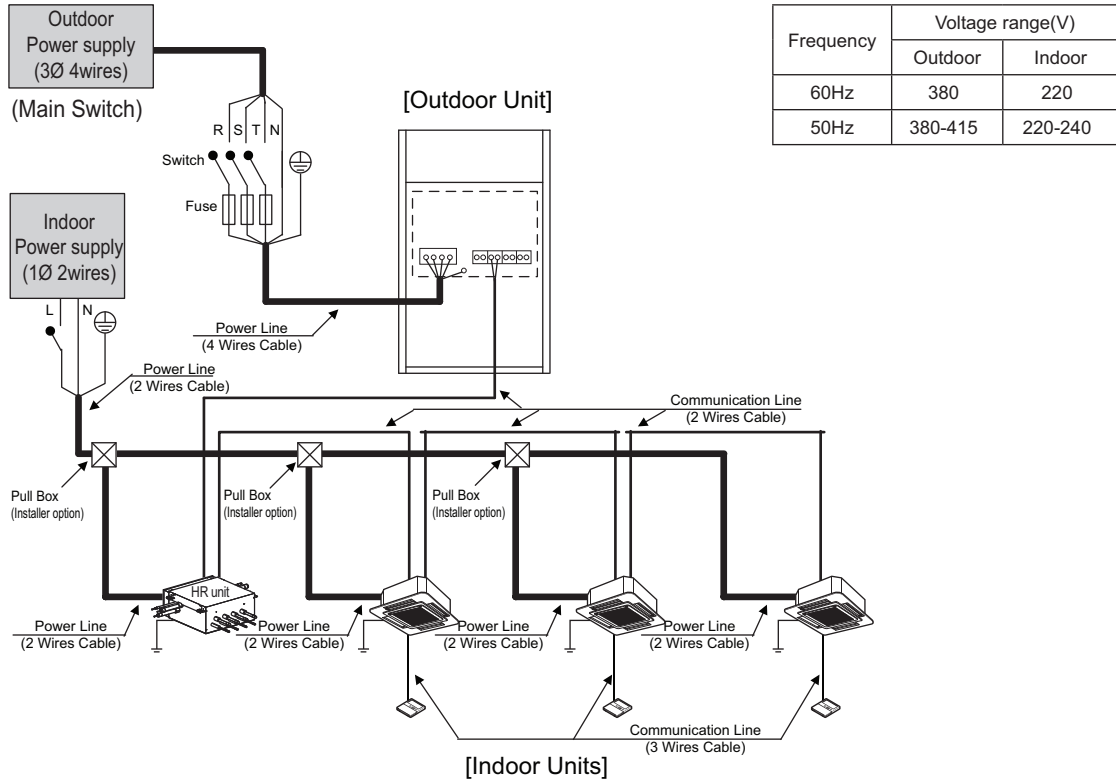 Outdoor
Power supply
(3Ø 4wires)
(Main Switch)
R S T N
Switch
Fuse
[Outdoor Unit]
Frequency
Voltage range(V)
Outdoor Indoor
60Hz 380 220
50Hz 380-415 220-240
Indoor
Power supply
(1Ø 2wires)
L N
Power Line
(4 Wires Cable)
Power Line
(2 Wires Cable)
Communication Line
(2 Wires Cable)
Pull Box
(Installer option)
Pull Box
(Installer option)
Pull Box
(Installer option)
HR unit
Power Line
(2 Wires Cable)
Power Line
(2 Wires Cable)
Power Line
(2 Wires Cable)
Power Line
(2 Wires Cable)
Communication Line
(3 Wires Cable)
[Indoor Units]